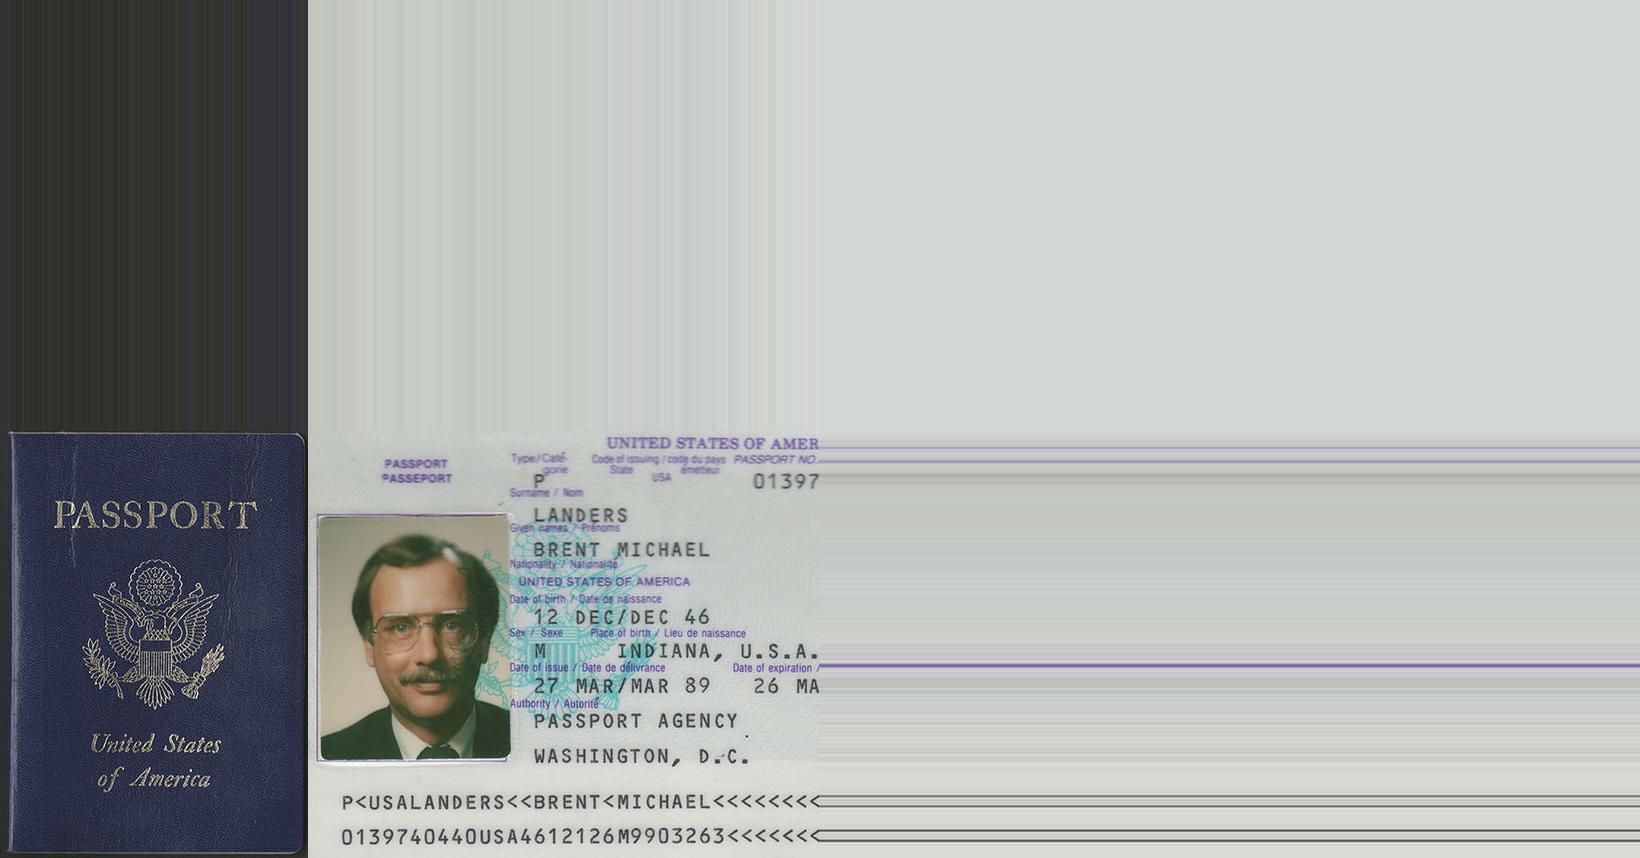 PASSPORT
United States
of America
UNITED STATES OF AMER
PASSPORT
PASSEPORT
Type/Caté-
gorie
Code of issuing / code du pays
State
USA
émetteur
PASSPORT NO.
P
01397
Surname / Nom
LANDERS
Given names / Prénoms
BRENT MICHAEL
Nationality / Nationalité
UNITED STATES OF AMERICA
Date of birth / Date de naissance
12 DEC/DEC 46
Sex / Sexe Place of birth / Lieu de naissance
M INDIANA, U.S.A.
Date of issue / Date de délivrance Date of expiration /
27 MAR/MAR 89 26 MA
Authority / Autorité
PASSPORT AGENCY
WASHINGTON, D.C.
P<USALANDERS<<BRENT<MICHAEL<<<<<<<<
0139740440USA4612126M9903263<<<<<<<